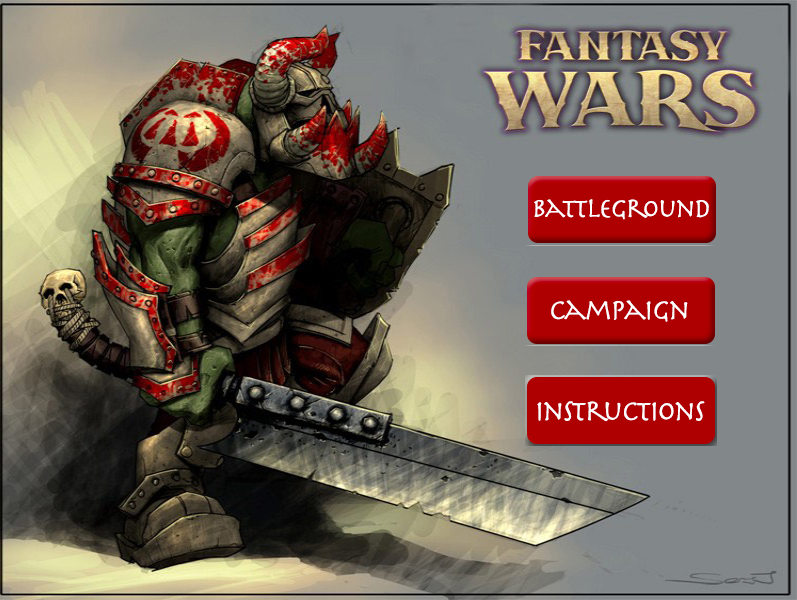 FANTASY
WARS
BATTLEGROUND
CAMPAIGN
INSTRUCTIONS